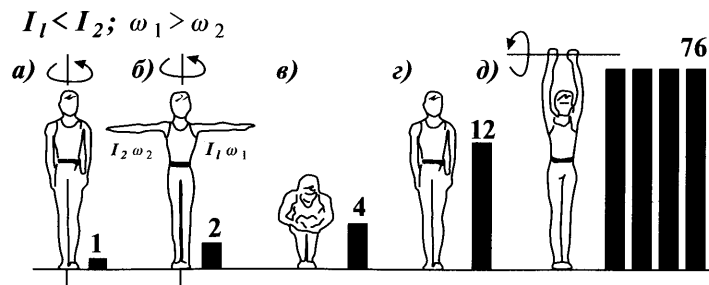 I₁ < I₂; ω₁ > ω₂
а) б) в) г) д)
I₂ ω₂ I₁ ω₁
1 2 4 12 76